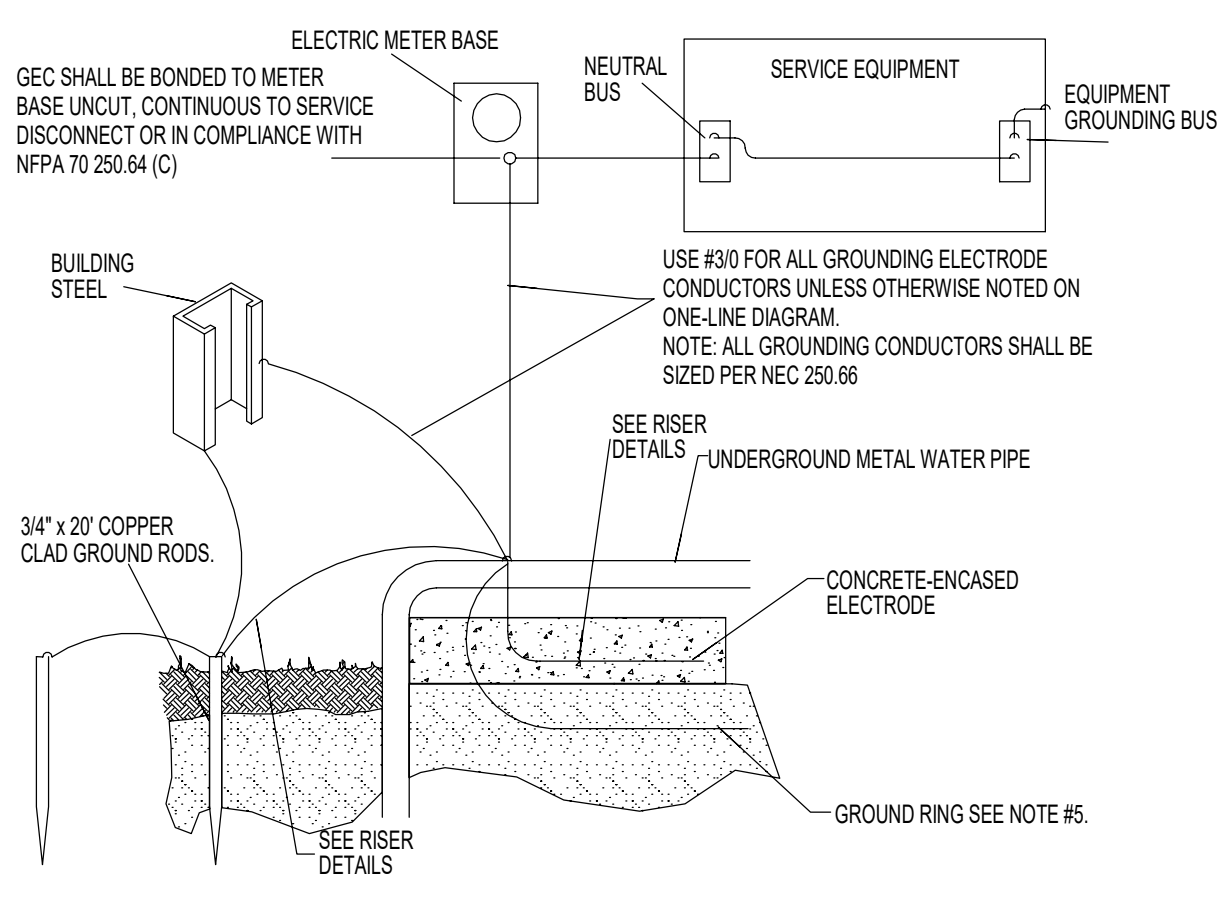 ELECTRIC METER BASE
GEC SHALL BE BONDED TO METER
BASE UNCUT, CONTINUOUS TO SERVICE
DISCONNECT OR IN COMPLIANCE WITH
NFPA 70 250.64 (C)
NEUTRAL
BUS
SERVICE EQUIPMENT
EQUIPMENT
GROUNDING BUS
BUILDING
STEEL
USE #3/0 FOR ALL GROUNDING ELECTRODE
CONDUCTORS UNLESS OTHERWISE NOTED ON
ONE-LINE DIAGRAM.
NOTE: ALL GROUNDING CONDUCTORS SHALL BE
SIZED PER NEC 250.66
SEE RISER
DETAILS
UNDERGROUND METAL WATER PIPE
3/4" x 20' COPPER
CLAD GROUND RODS.
CONCRETE-ENCASED
ELECTRODE
GROUND RING SEE NOTE #5.
SEE RISER
DETAILS